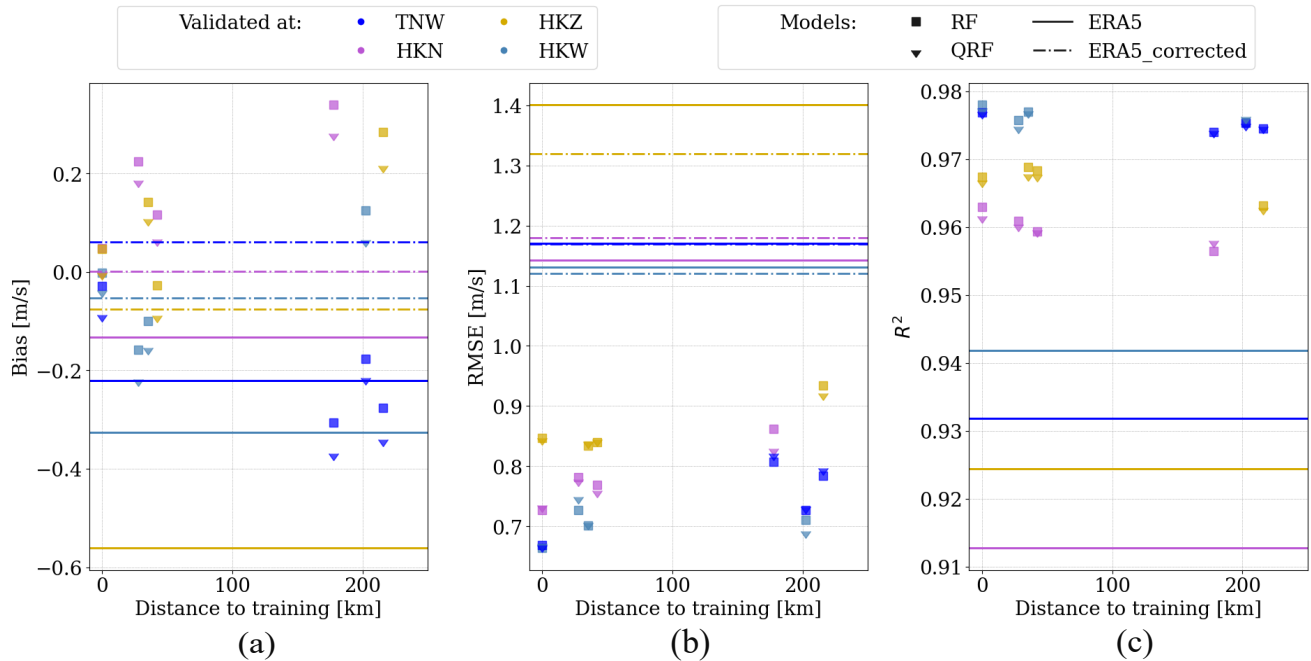 Validated at:
TNW
HKZ
HKN
HKW
Models:
RF
ERA5
QRF
ERA5_corrected
Bias [m/s]
0.2
0.0
−0.2
−0.4
−0.6
0
100
200
Distance to training [km]
(a)
RMSE [m/s]
1.4
1.3
1.2
1.1
1.0
0.9
0.8
0.7
0
100
200
Distance to training [km]
(b)
R²
0.98
0.97
0.96
0.95
0.94
0.93
0.92
0.91
0
100
200
Distance to training [km]
(c)